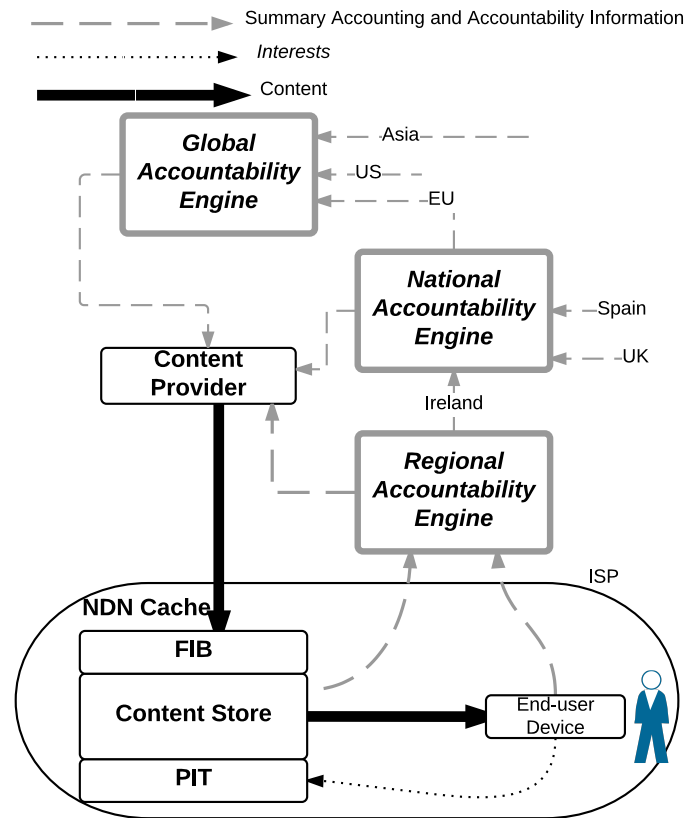 Summary Accounting and Accountability Information
Interests
Content
Global
Accountability
Engine
Asia
US
EU
National
Accountability
Engine
Spain
UK
Content
Provider
Ireland
Regional
Accountability
Engine
ISP
NDN Cache
FIB
Content Store
End-user
Device
PIT